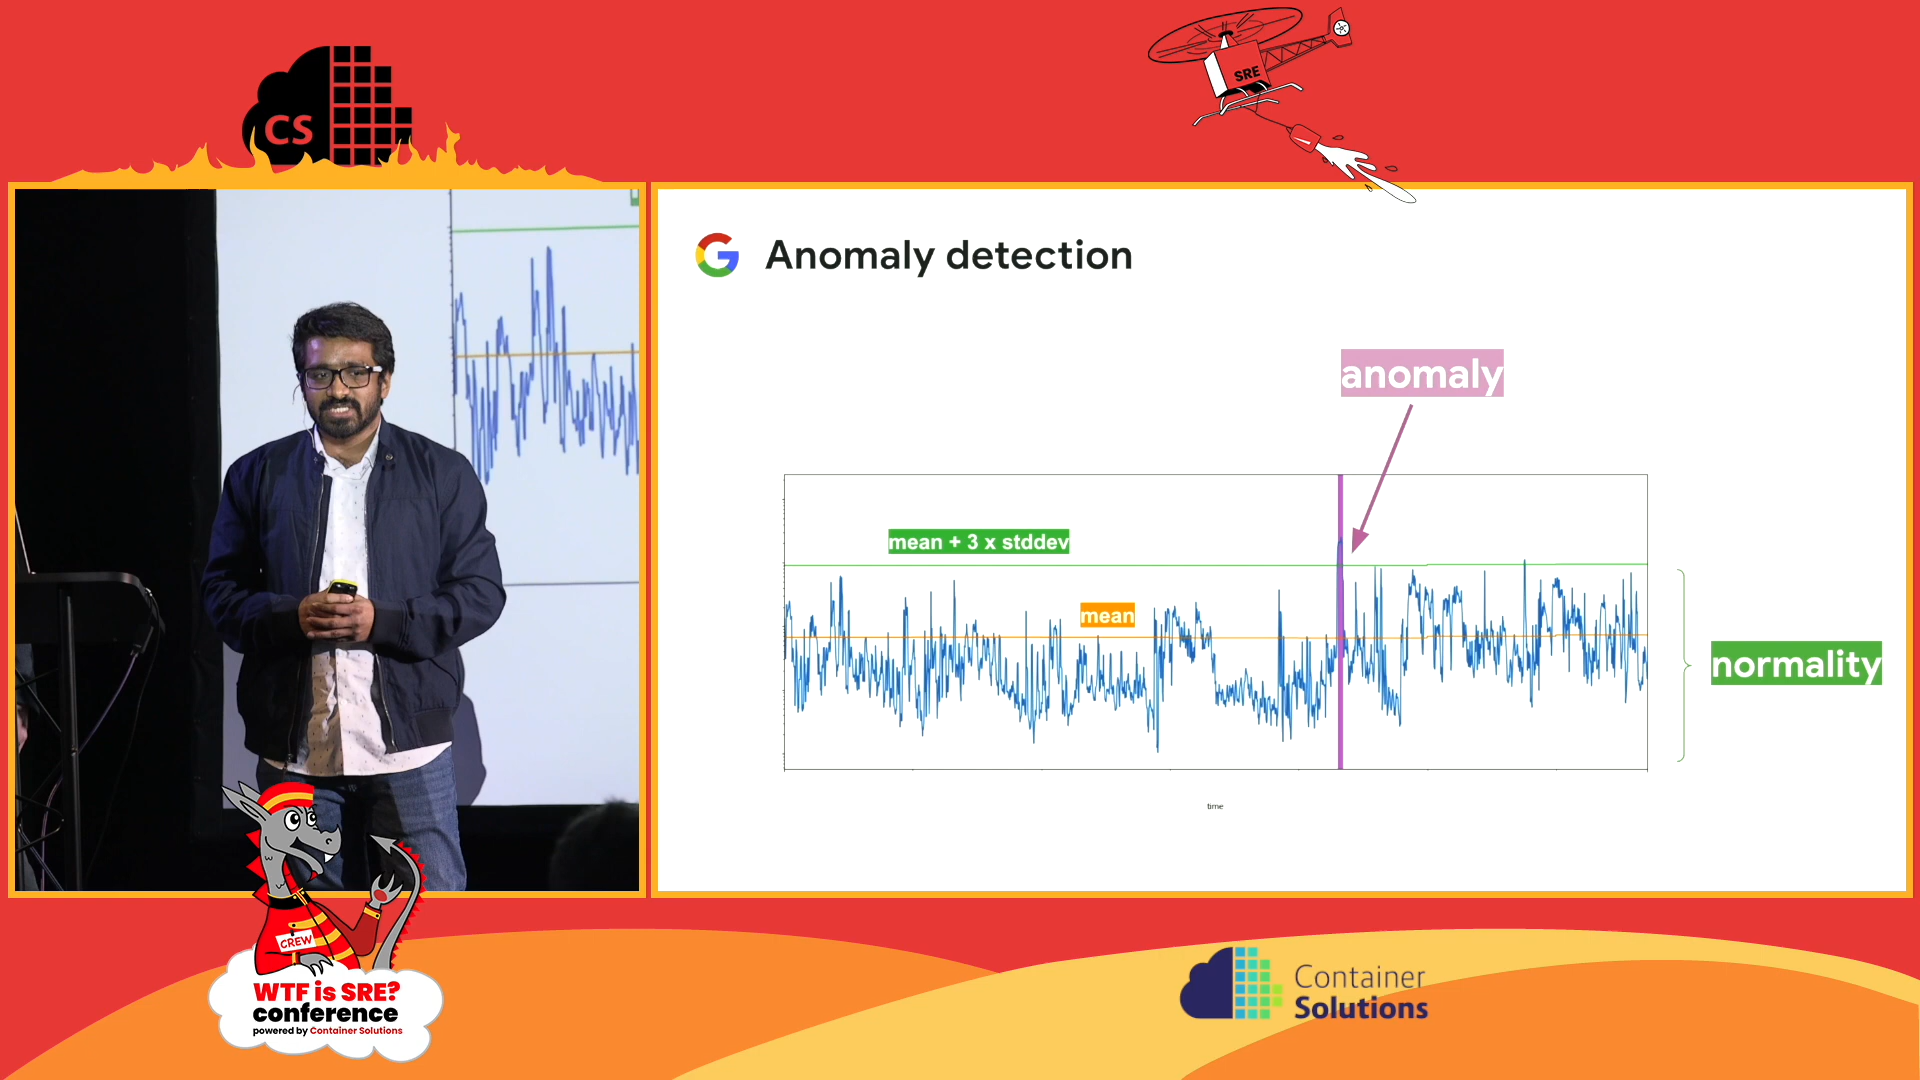 CS
SRE
Anomaly detection
anomaly
mean + 3 x stddev
mean
normality
time
CREW
WTF is SRE?
conference
powered by Container Solutions
Container
Solutions